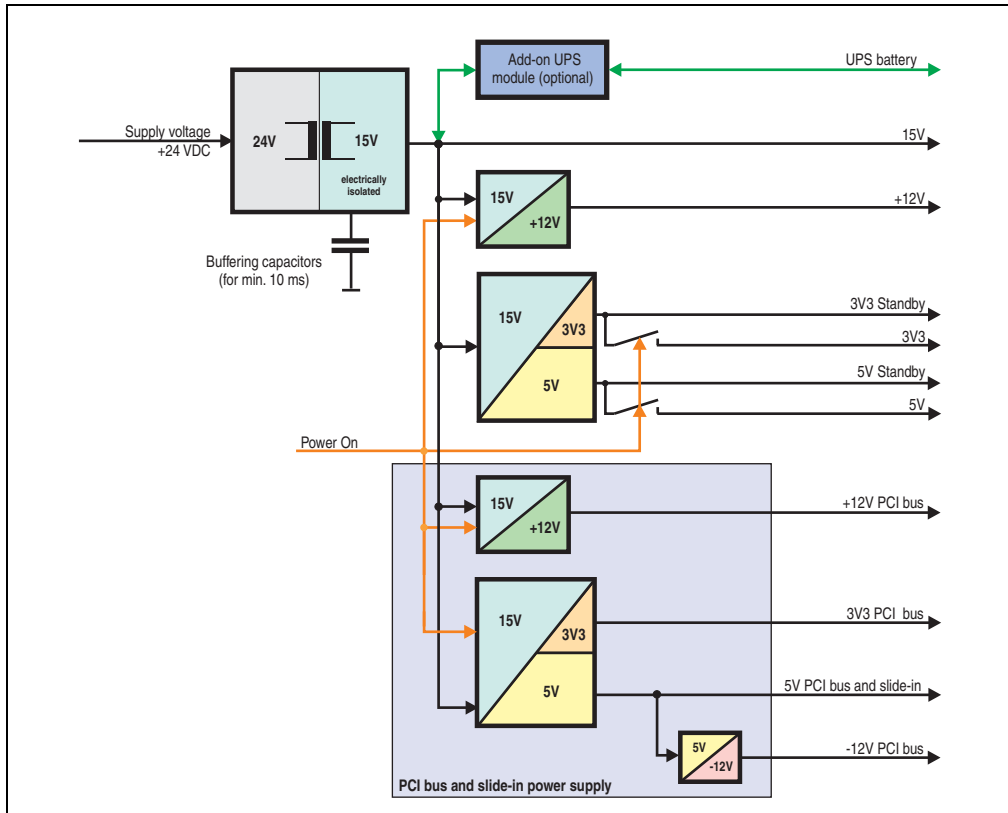 Add-on UPS
module (optional)
UPS battery
Supply voltage
+24 VDC
24V
15V
electrically
isolated
15V
Buffering capacitors
(for min. 10 ms)
15V
+12V
+12V
15V
3V3
5V
3V3 Standby
3V3
5V Standby
5V
Power On
15V
+12V
+12V PCI bus
15V
3V3
5V
3V3 PCI bus
5V PCI bus and slide-in
5V
-12V
-12V PCI bus
PCI bus and slide-in power supply